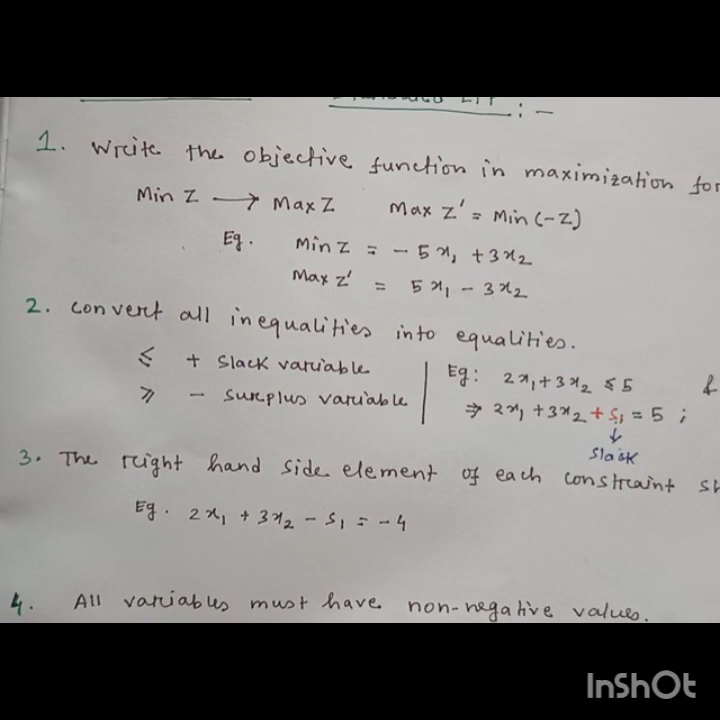 : -
1. Write the objective function in maximization for
Min Z → Max Z Max Z' = Min (-Z)
Eg. Min Z = - 5x₁ + 3x₂
Max Z' = 5x₁ - 3x₂
2. convert all inequalities into equalities.
≤ + Slack variable
≥ - Surplus variable
Eg: 2x₁ + 3x₂ ≤ 5
⇒ 2x₁ + 3x₂ + s₁ = 5 ;
↓
Slack
3. The right hand side element of each constraint sh
Eg. 2x₁ + 3x₂ - s₁ = -4
4. All variables must have non-negative values.
InShOt